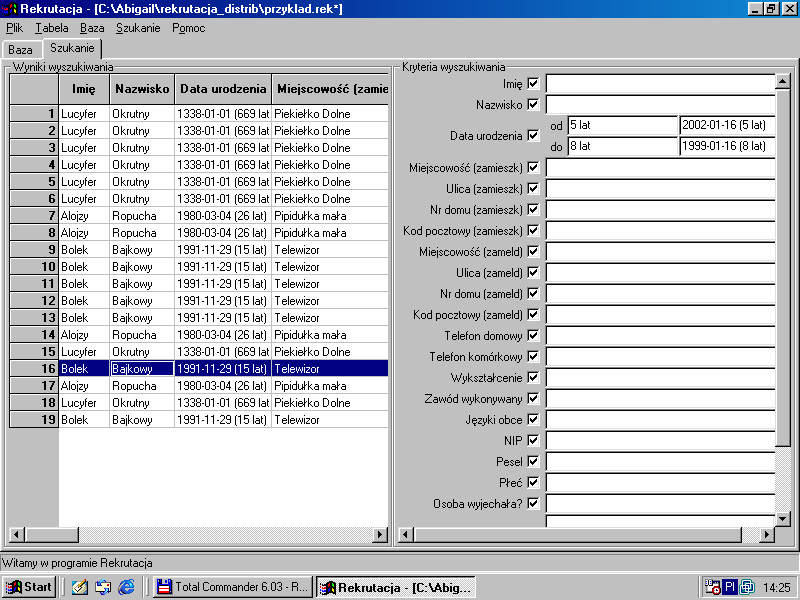 Rekrutacja - [C:\Abigail\rekrutacja_distrib\przyklad.rek*]
Plik Tabela Baza Szukanie Pomoc
Baza Szukanie
Wyniki wyszukiwania
Imię Nazwisko Data urodzenia Miejscowość (zamie
1 Lucyfer Okrutny 1338-01-01 (669 lat Piekiełko Dolne
2 Lucyfer Okrutny 1338-01-01 (669 lat Piekiełko Dolne
3 Lucyfer Okrutny 1338-01-01 (669 lat Piekiełko Dolne
4 Lucyfer Okrutny 1338-01-01 (669 lat Piekiełko Dolne
5 Lucyfer Okrutny 1338-01-01 (669 lat Piekiełko Dolne
6 Lucyfer Okrutny 1338-01-01 (669 lat Piekiełko Dolne
7 Alojzy Ropucha 1980-03-04 (26 lat) Pipidułka mała
8 Alojzy Ropucha 1980-03-04 (26 lat) Pipidułka mała
9 Bolek Bajkowy 1991-11-29 (15 lat) Telewizor
10 Bolek Bajkowy 1991-11-29 (15 lat) Telewizor
11 Bolek Bajkowy 1991-11-29 (15 lat) Telewizor
12 Bolek Bajkowy 1991-11-29 (15 lat) Telewizor
13 Bolek Bajkowy 1991-11-29 (15 lat) Telewizor
14 Alojzy Ropucha 1980-03-04 (26 lat) Pipidułka mała
15 Lucyfer Okrutny 1338-01-01 (669 lat Piekiełko Dolne
16 Bolek Bajkowy 1991-11-29 (15 lat) Telewizor
17 Alojzy Ropucha 1980-03-04 (26 lat) Pipidułka mała
18 Lucyfer Okrutny 1338-01-01 (669 lat Piekiełko Dolne
19 Bolek Bajkowy 1991-11-29 (15 lat) Telewizor
Kryteria wyszukiwania
Imię
Nazwisko
Data urodzenia
od 5 lat 2002-01-16 (5 lat)
do 8 lat 1999-01-16 (8 lat)
Miejscowość (zamieszk)
Ulica (zamieszk)
Nr domu (zamieszk)
Kod pocztowy (zamieszk)
Miejscowość (zameld)
Ulica (zameld)
Nr domu (zameld)
Kod pocztowy (zameld)
Telefon domowy
Telefon komórkowy
Wykształcenie
Zawód wykonywany
Języki obce
NIP
Pesel
Płeć
Osoba wyjechała?
Witamy w programie Rekrutacja
Start Total Commander 6.03 - R... Rekrutacja - [C:\Abig... Pl 14:25